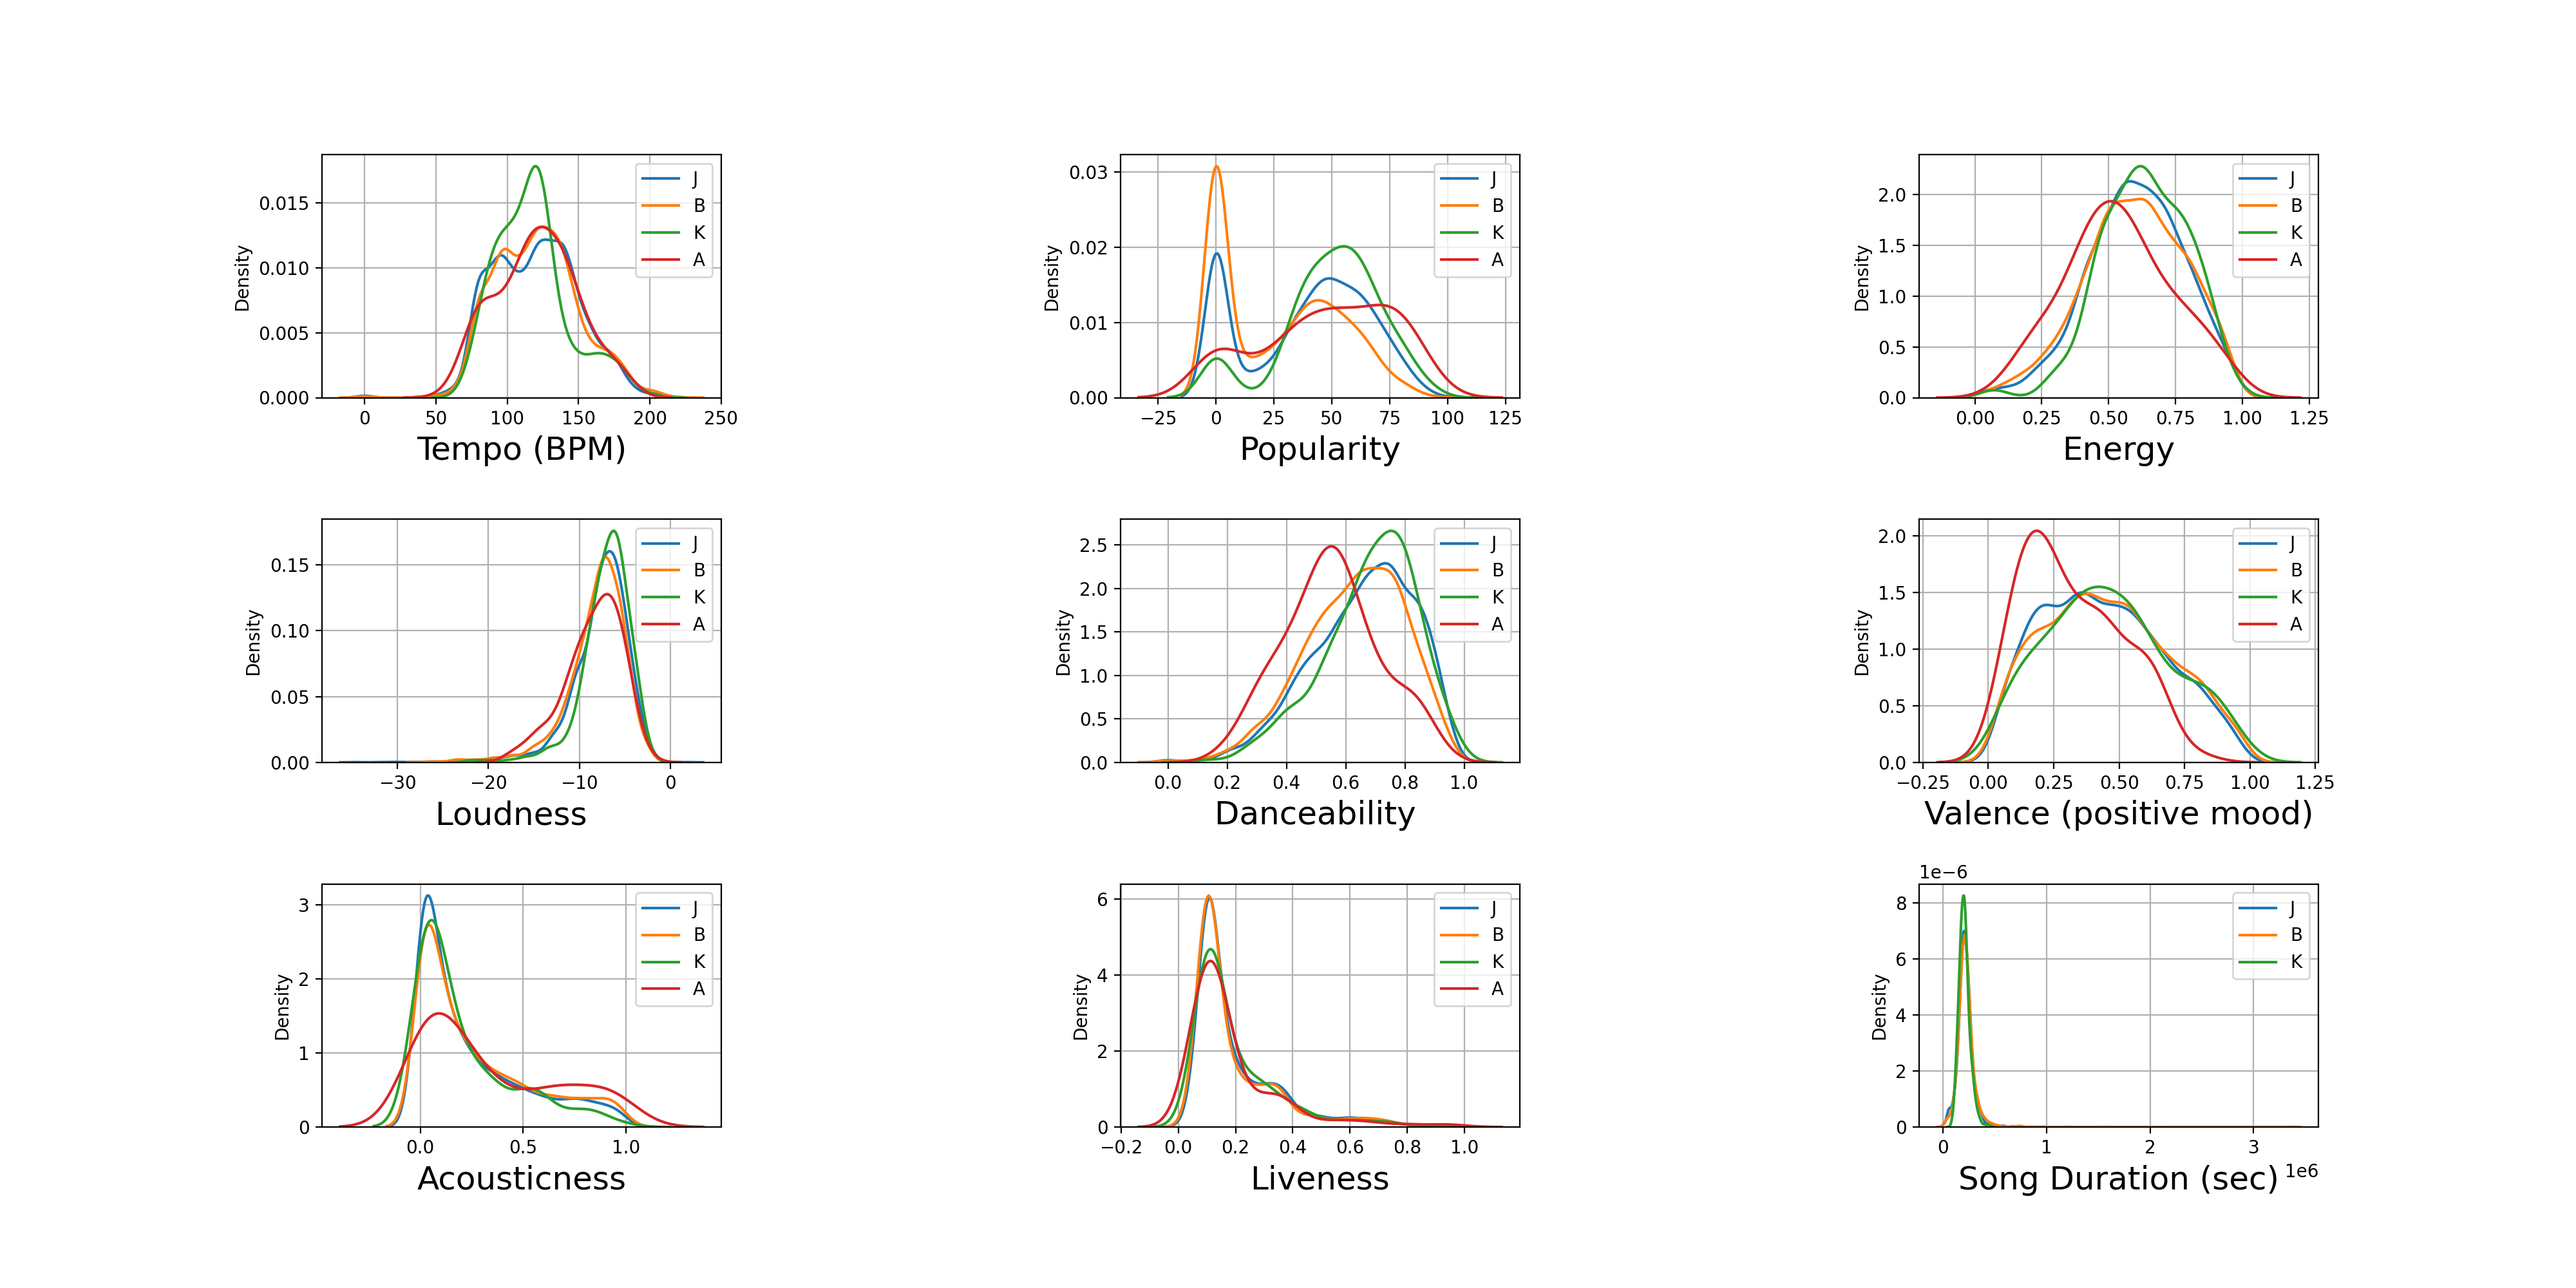 0.015
0.010
0.005
0.000
Density
0 50 100 150 200 250
Tempo (BPM)
J
B
K
A
0.03
0.02
0.01
0.00
Density
−25 0 25 50 75 100 125
Popularity
J
B
K
A
2.0
1.5
1.0
0.5
0.0
Density
0.00 0.25 0.50 0.75 1.00 1.25
Energy
J
B
K
A
0.15
0.10
0.05
0.00
Density
−30 −20 −10 0
Loudness
J
B
K
A
2.5
2.0
1.5
1.0
0.5
0.0
Density
0.0 0.2 0.4 0.6 0.8 1.0
Danceability
J
B
K
A
2.0
1.5
1.0
0.5
0.0
Density
−0.25 0.00 0.25 0.50 0.75 1.00 1.25
Valence (positive mood)
J
B
K
A
3
2
1
0
Density
0.0 0.5 1.0
Acousticness
J
B
K
A
6
4
2
0
Density
−0.2 0.0 0.2 0.4 0.6 0.8 1.0
Liveness
J
B
K
A
1e−6
8
6
4
2
0
Density
0 1 2 3
Song Duration (sec) 1e6
J
B
K